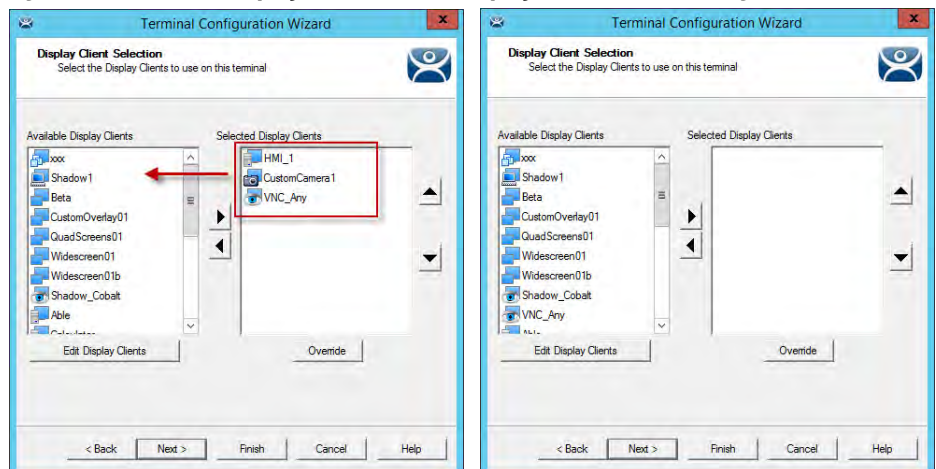 Terminal Configuration Wizard
x
Display Client Selection
Select the Display Clients to use on this terminal
Available Display Clients
Selected Display Clients
xxx
Shadow1
Beta
CustomOverlay01
QuadScreens01
Widescreen01
Widescreen01b
Shadow_Cobalt
Able
HMI_1
CustomCamera1
VNC_Any
Edit Display Clients
Override
< Back
Next >
Finish
Cancel
Help
Terminal Configuration Wizard
x
Display Client Selection
Select the Display Clients to use on this terminal
Available Display Clients
Selected Display Clients
xxx
Shadow1
Beta
CustomOverlay01
QuadScreens01
Widescreen01
Widescreen01b
Shadow_Cobalt
VNC_Any
Edit Display Clients
Override
< Back
Next >
Finish
Cancel
Help